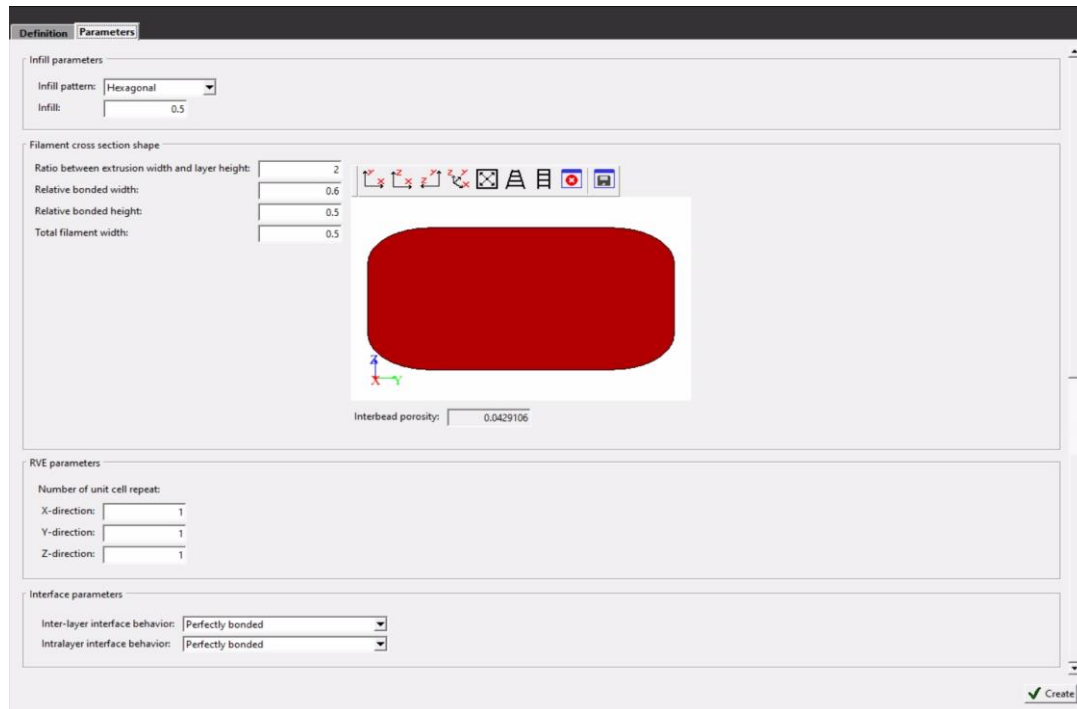 Definition Parameters
Infill parameters
Infill pattern: Hexagonal
Infill: 0.5
Filament cross section shape
Ratio between extrusion width and layer height: 2
Relative bonded width: 0.6
Relative bonded height: 0.5
Total filament width: 0.5
Z
X Y
Interbead porosity: 0.0429106
RVE parameters
Number of unit cell repeat:
X-direction: 1
Y-direction: 1
Z-direction: 1
Interface parameters
Inter-layer interface behavior: Perfectly bonded
Intralayer interface behavior: Perfectly bonded
Create